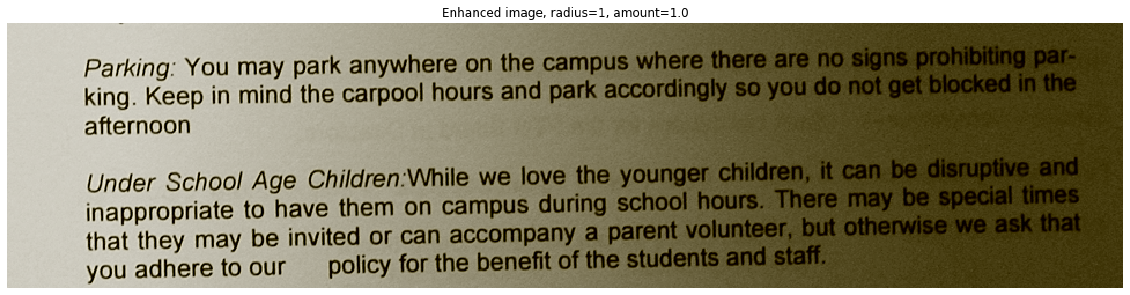 Enhanced image, radius=1, amount=1.0
Parking: You may park anywhere on the campus where there are no signs prohibiting par-
king. Keep in mind the carpool hours and park accordingly so you do not get blocked in the
afternoon
Under School Age Children:While we love the younger children, it can be disruptive and
inappropriate to have them on campus during school hours. There may be special times
that they may be invited or can accompany a parent volunteer, but otherwise we ask that
you adhere to our policy for the benefit of the students and staff.